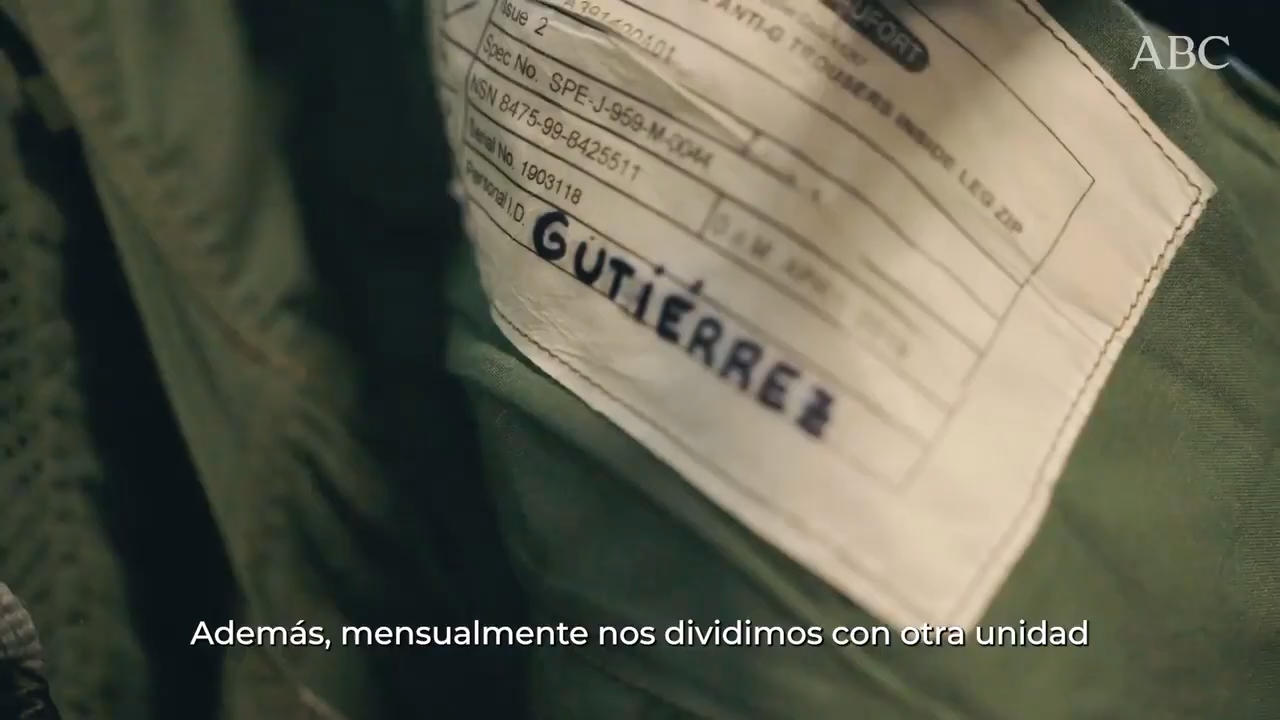 ABC
ANTI-G TROUSERS INSIDE LEG ZIP
Issue 2
Spec No. SPE-J-959-M-0044
NSN 8475-99-8425511
Serial No. 1903118
Personal I.D.
GUTIÉRREZ
Además, mensualmente nos dividimos con otra unidad